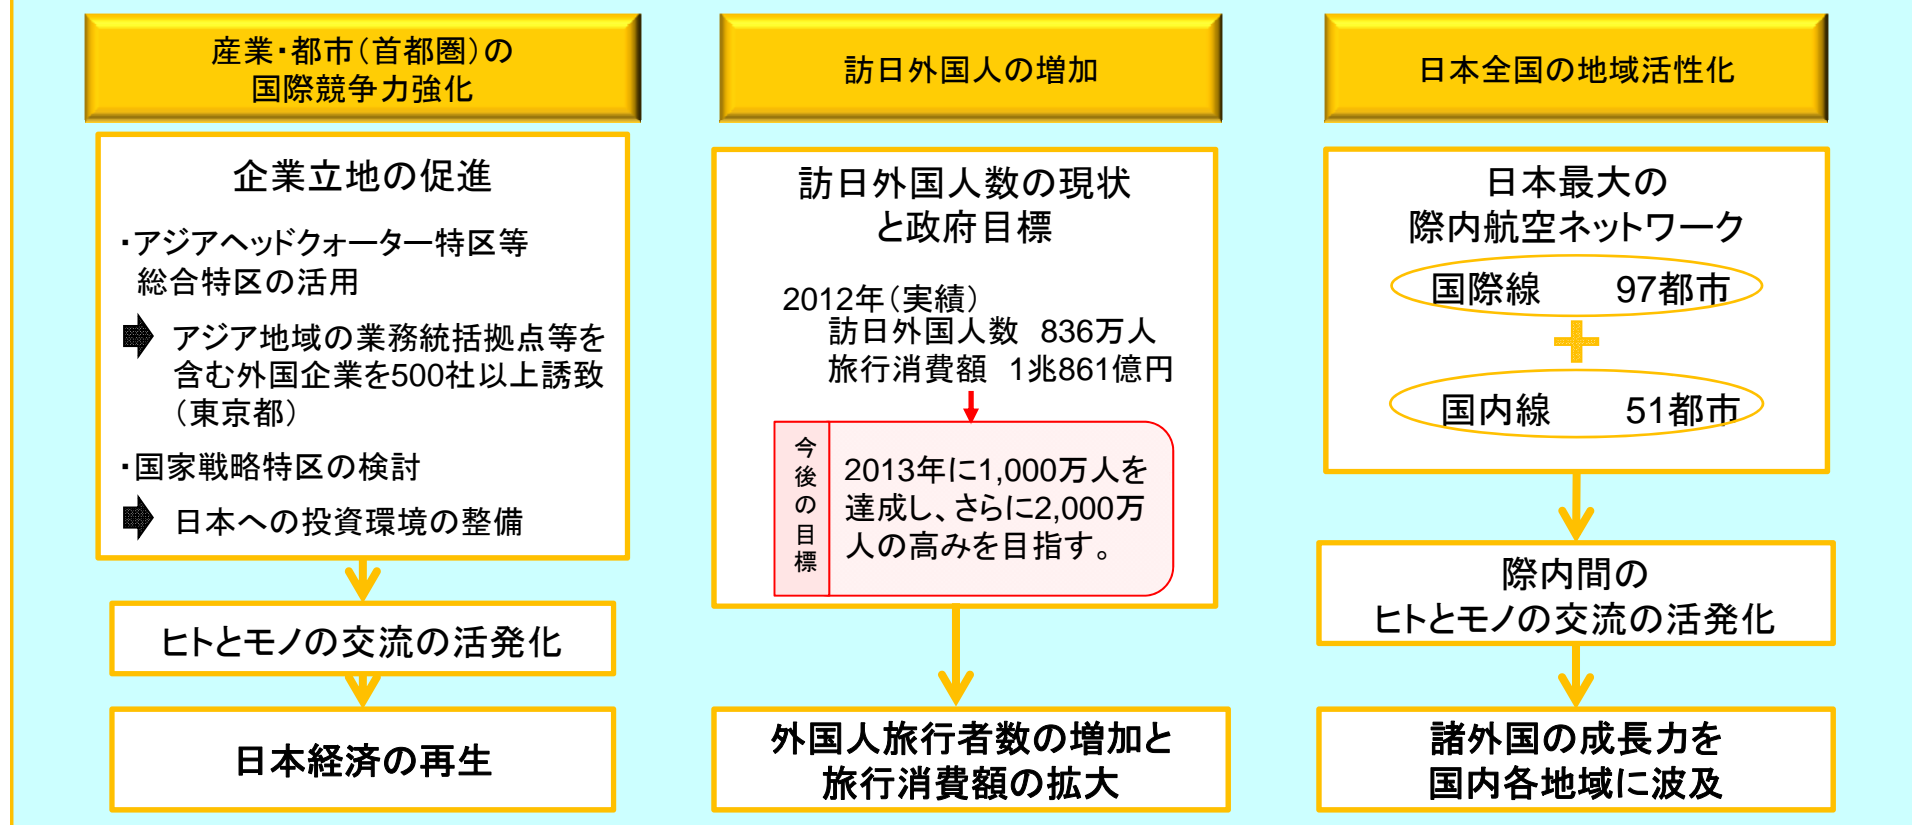 産業・都市（首都圏）の
国際競争力強化
企業立地の促進
・アジアヘッドクォーター特区等
総合特区の活用
アジア地域の業務統括拠点等を
含む外国企業を500社以上誘致
（東京都）
・国家戦略特区の検討
日本への投資環境の整備
ヒトとモノの交流の活発化
日本経済の再生
訪日外国人の増加
訪日外国人数の現状
と政府目標
2012年（実績）
訪日外国人数　836万人
旅行消費額　1兆861億円
今後の目標
2013年に1,000万人を
達成し、さらに2,000万
人の高みを目指す。
外国人旅行者数の増加と
旅行消費額の拡大
日本全国の地域活性化
日本最大の
際内航空ネットワーク
国際線　　97都市
国内線　　51都市
際内間の
ヒトとモノの交流の活発化
諸外国の成長力を
国内各地域に波及